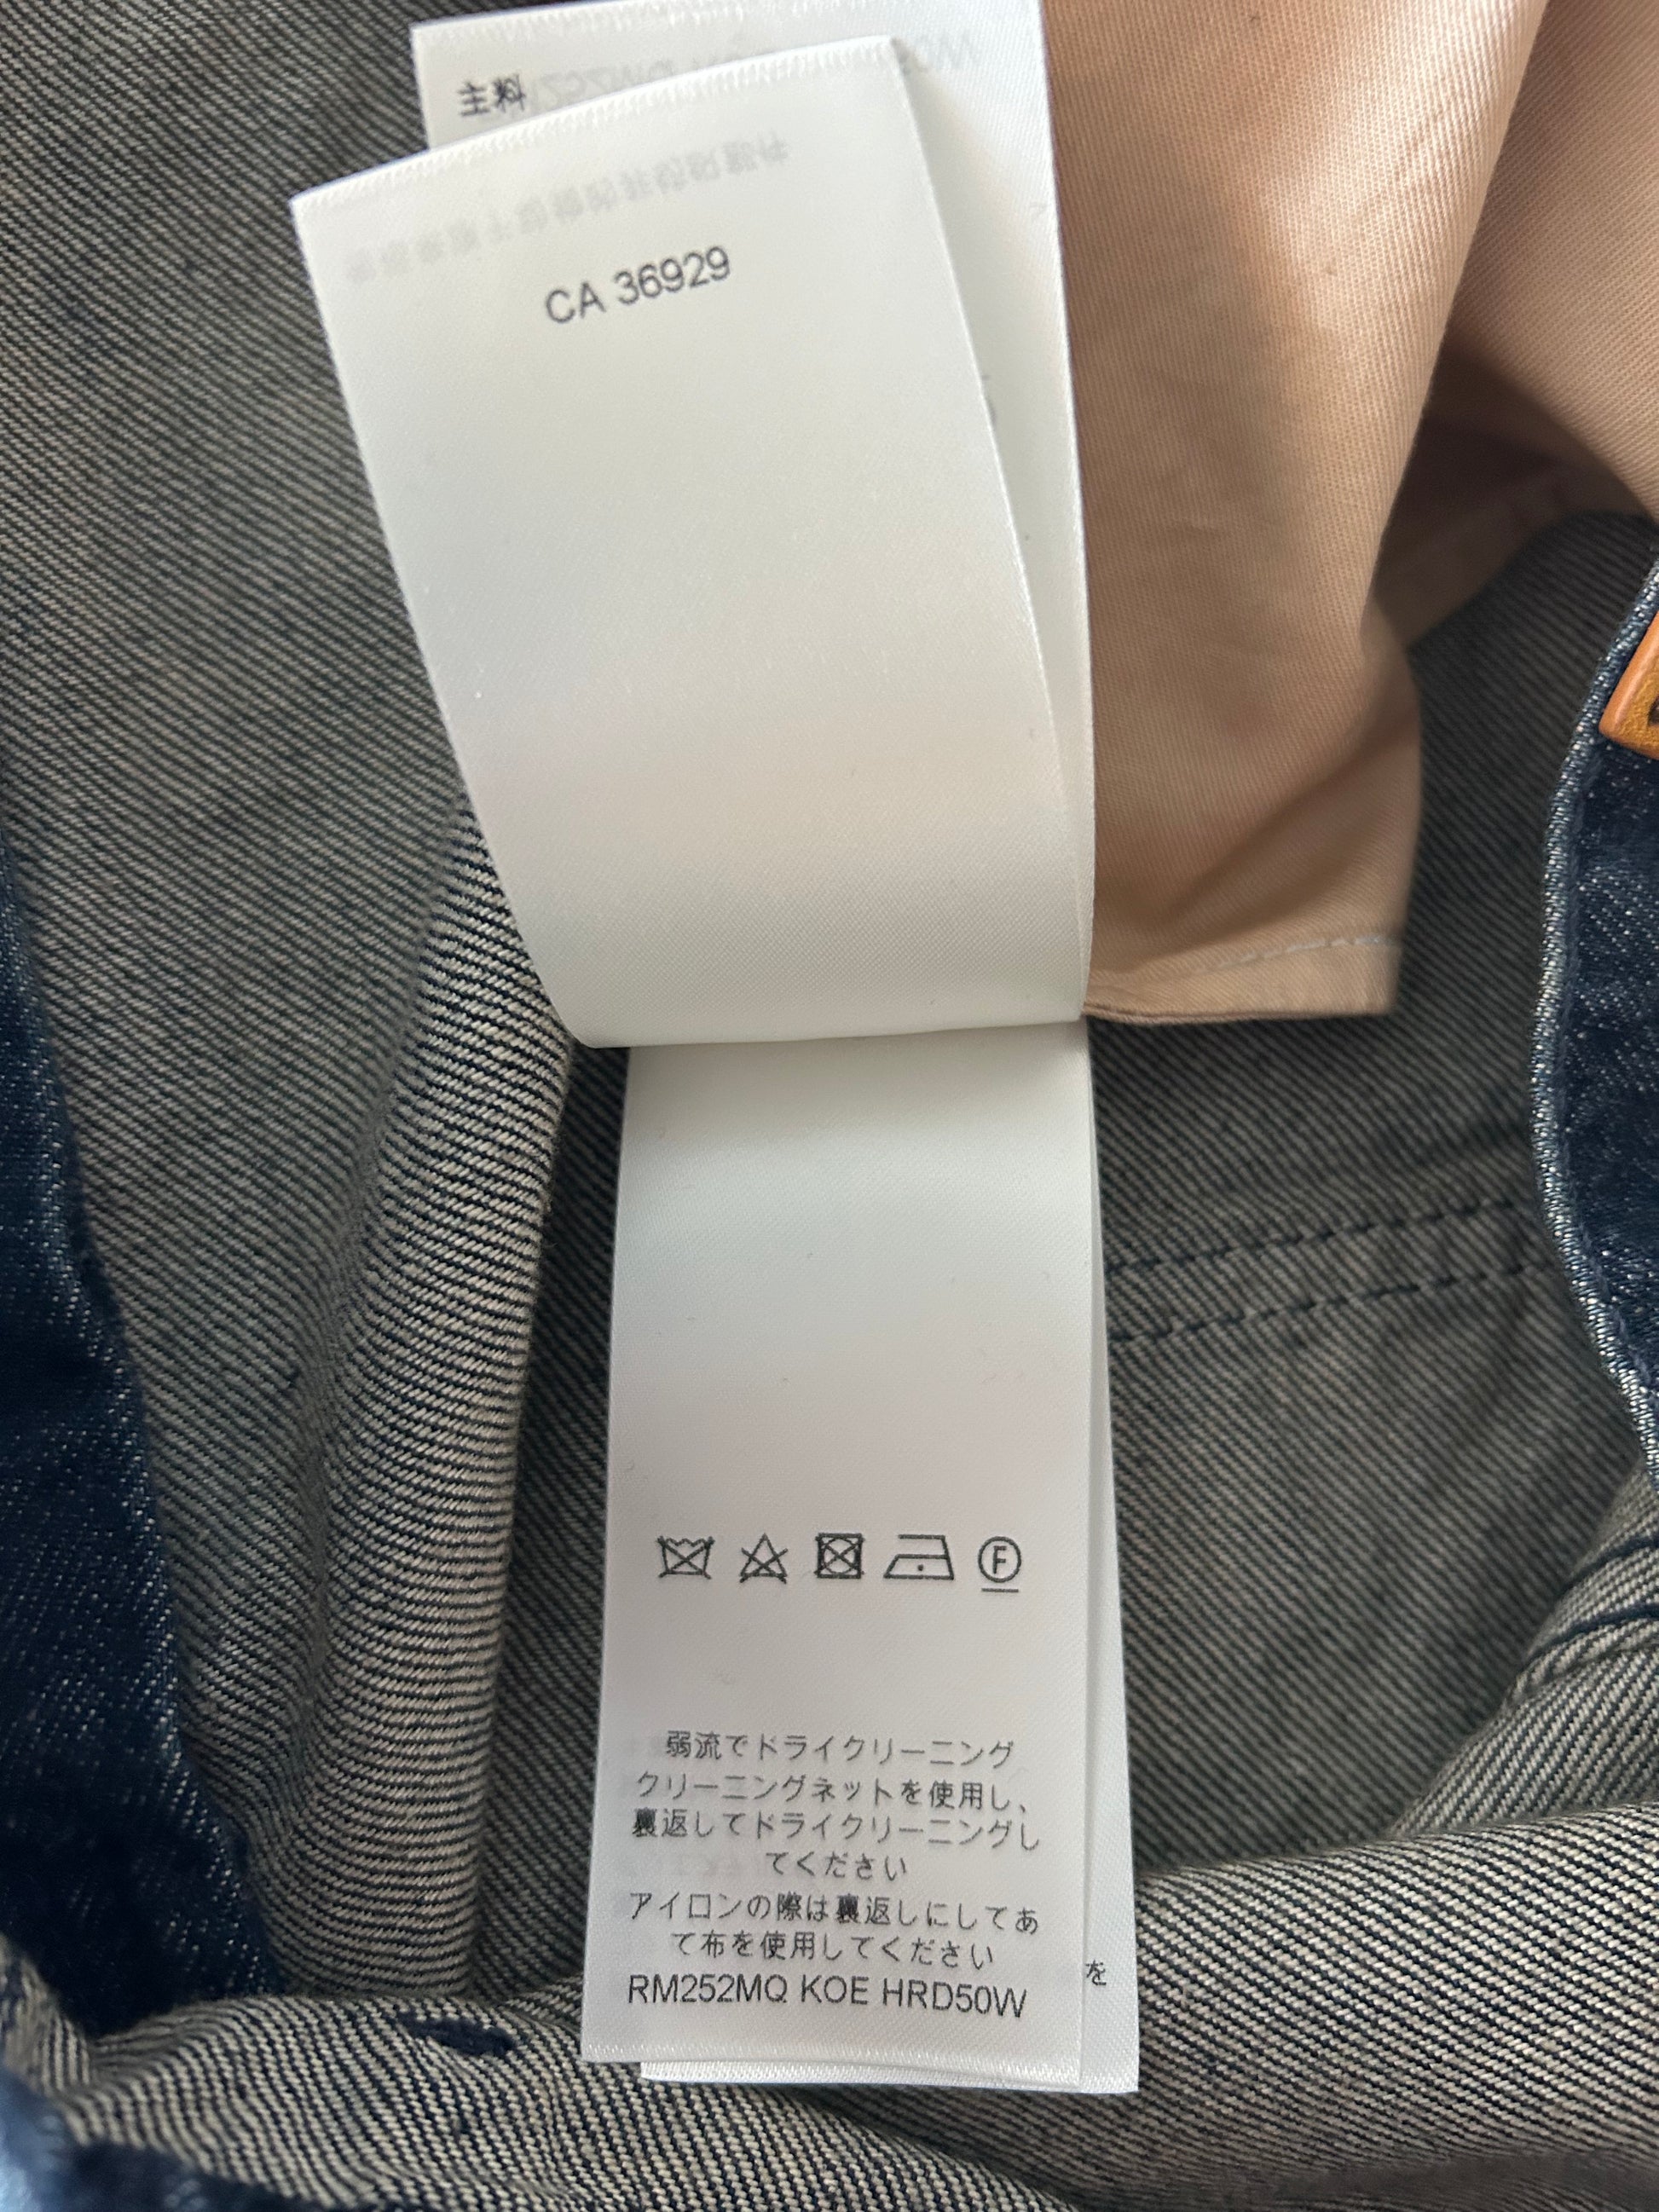 主料
CA 36929
F
弱流でドライクリーニング
クリーニングネットを使用し、
裏返してドライクリーニングし
てください
アイロンの際は裏返しにしてあ
て布を使用してください
を
RM252MQ KOE HRD50W